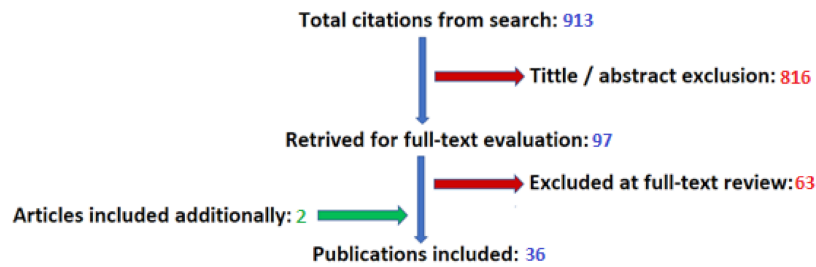 Total citations from search: 913
Tittle / abstract exclusion: 816
Retrived for full-text evaluation: 97
Excluded at full-text review: 63
Articles included additionally: 2
Publications included: 36